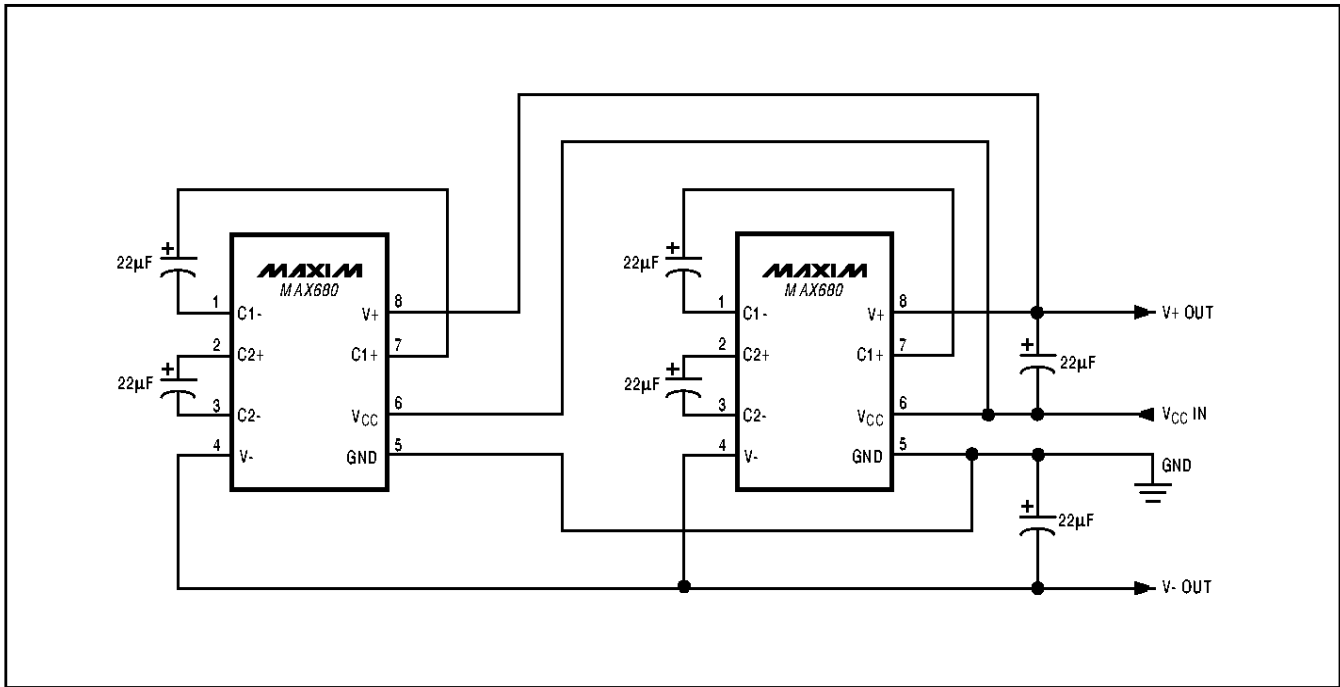 22µF
+
MAXIM
MAX680
1
C1-
V+
8
2
C2+
C1+
7
22µF
+
3
C2-
VCC
6
4
V-
GND
5
22µF
+
MAXIM
MAX680
1
C1-
V+
8
2
C2+
C1+
7
22µF
+
3
C2-
VCC
6
4
V-
GND
5
V+ OUT
+
22µF
VCC IN
GND
+
22µF
V- OUT